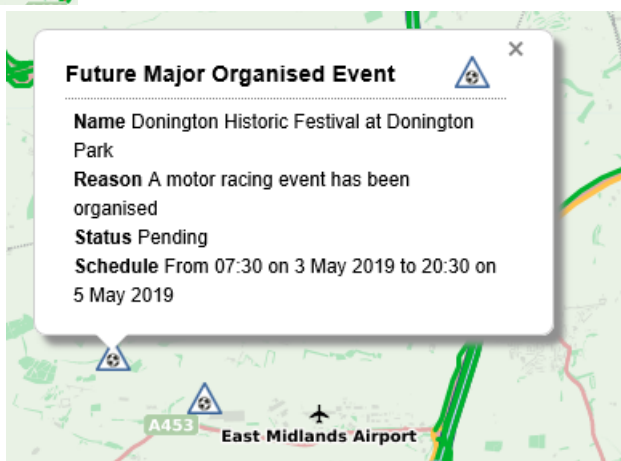 Future Major Organised Event
Name Donington Historic Festival at Donington
Park
Reason A motor racing event has been
organised
Status Pending
Schedule From 07:30 on 3 May 2019 to 20:30 on
5 May 2019
A453
East Midlands Airport